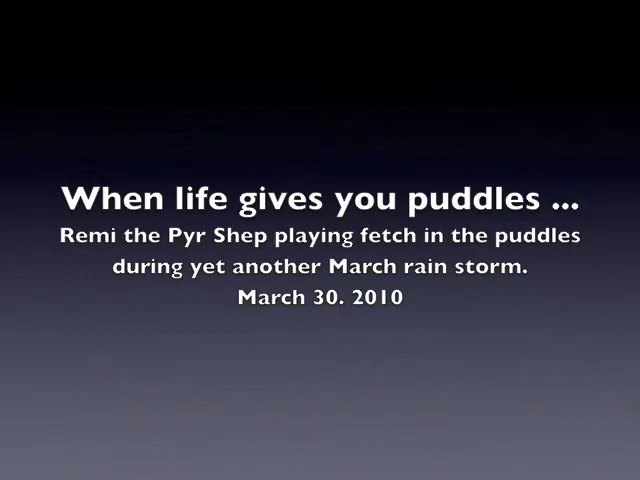 When life gives you puddles ...
Remi the Pyr Shep playing fetch in the puddles
during yet another March rain storm.
March 30. 2010